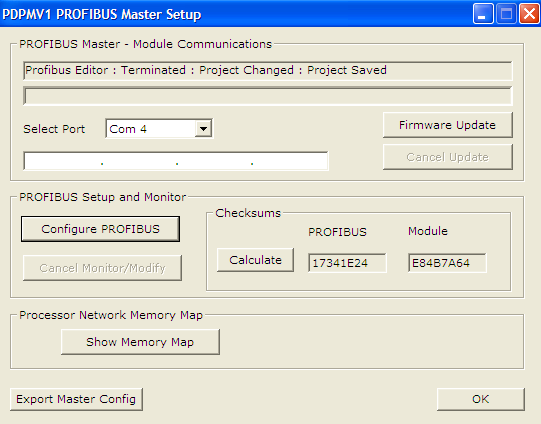 PDPMV1 PROFIBUS Master Setup
PROFIBUS Master - Module Communications
Profibus Editor : Terminated : Project Changed : Project Saved
Select Port Com 4 Firmware Update
. . . Cancel Update
PROFIBUS Setup and Monitor
Configure PROFIBUS
Cancel Monitor/Modify
Checksums
PROFIBUS Module
Calculate 17341E24 E84B7A64
Processor Network Memory Map
Show Memory Map
Export Master Config OK